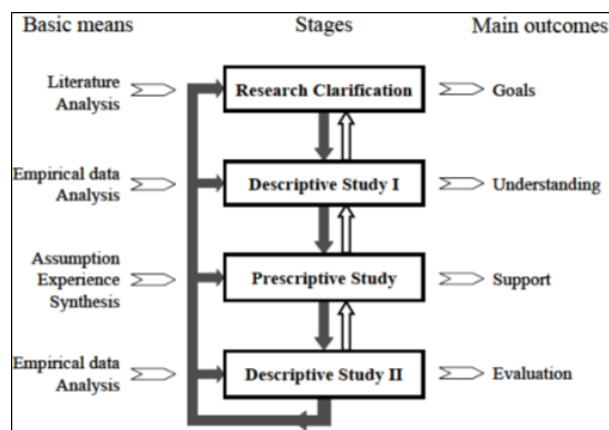 Basic means Stages Main outcomes
Literature
Analysis
Research Clarification
Goals
Empirical data
Analysis
Descriptive Study I
Understanding
Assumption
Experience
Synthesis
Prescriptive Study
Support
Empirical data
Analysis
Descriptive Study II
Evaluation